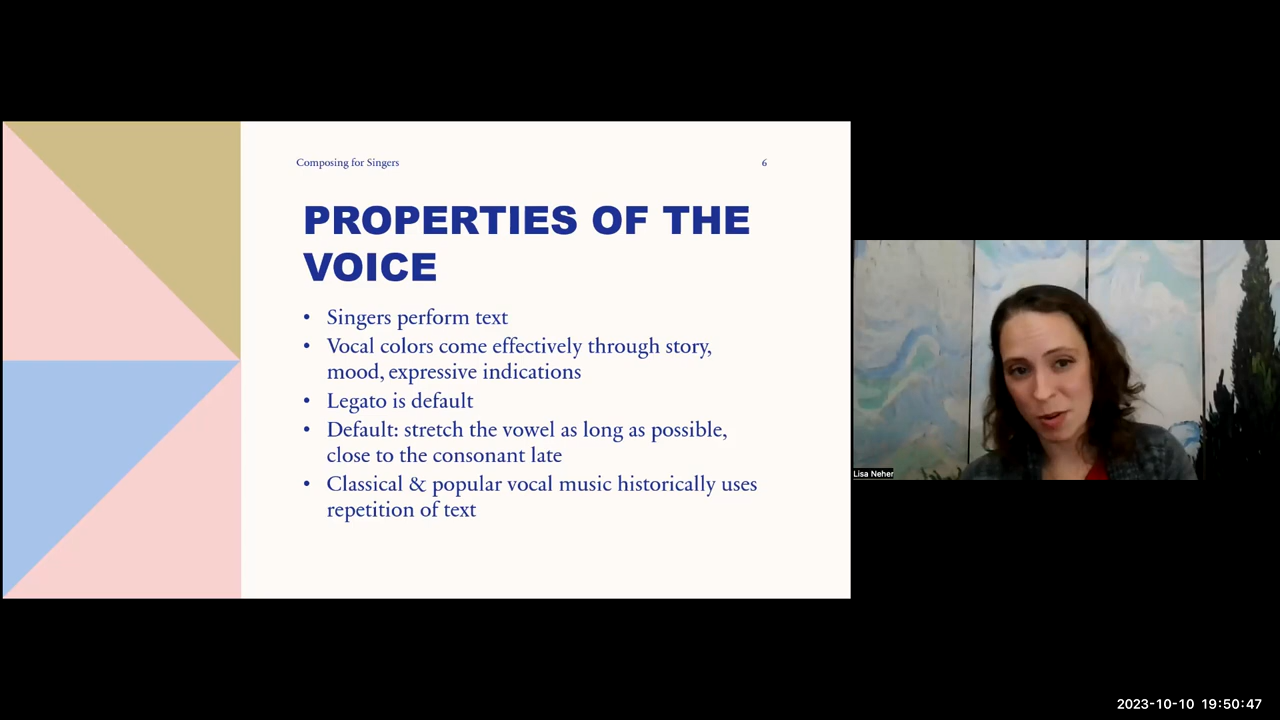 Composing for Singers
6
PROPERTIES OF THE
VOICE
• Singers perform text
• Vocal colors come effectively through story,
mood, expressive indications
• Legato is default
• Default: stretch the vowel as long as possible,
close to the consonant late
• Classical & popular vocal music historically uses
repetition of text
Lisa Neher
2023-10-10 19:50:47